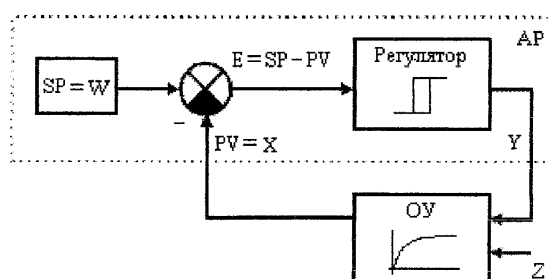 АР
E = SP – PV
Регулятор
SP = W
–
PV = X
Y
ОУ
Z